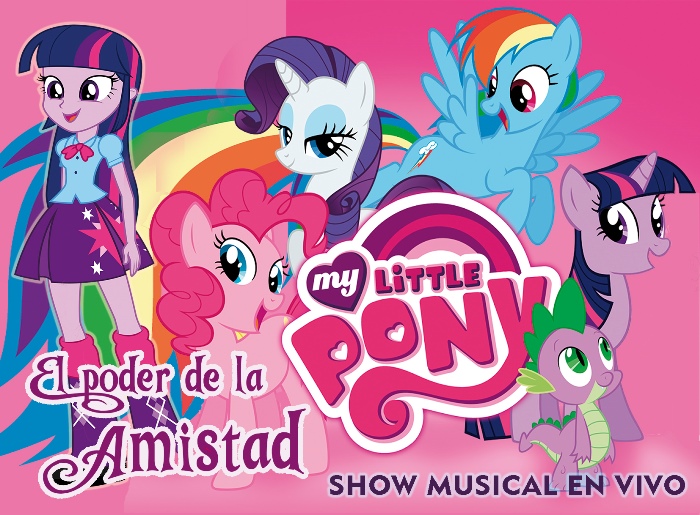 my LiTTLE
PONY
El poder de la
Amistad
SHOW MUSICAL EN VIVO